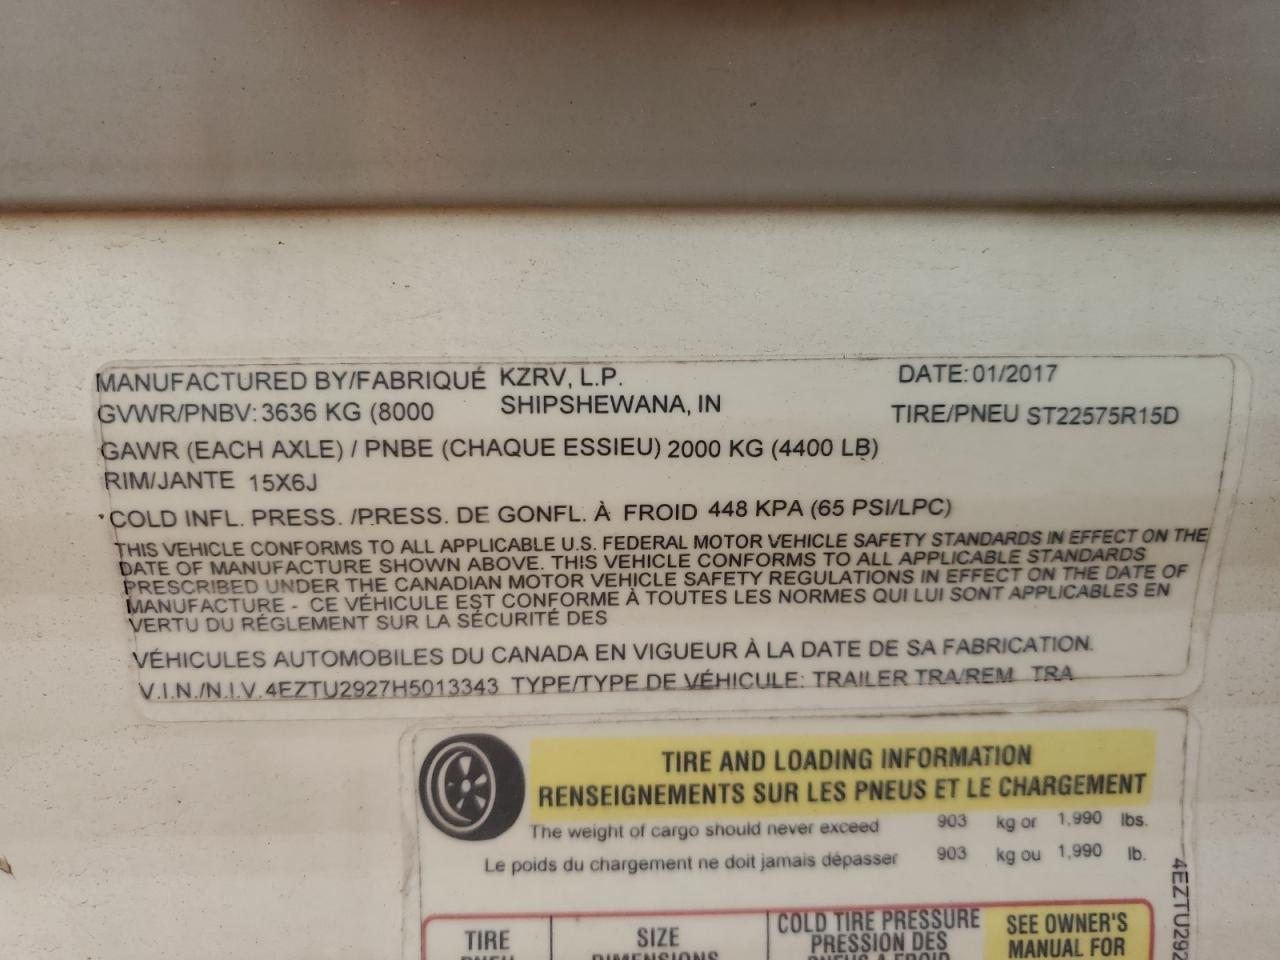 MANUFACTURED BY/FABRIQUÉ KZRV, L.P. DATE: 01/2017
GVWR/PNBV: 3636 KG (8000 SHIPSHEWANA, IN TIRE/PNEU ST22575R15D
GAWR (EACH AXLE) / PNBE (CHAQUE ESSIEU) 2000 KG (4400 LB)
RIM/JANTE 15X6J
COLD INFL. PRESS. /PRESS. DE GONFL. À FROID 448 KPA (65 PSI/LPC)
THIS VEHICLE CONFORMS TO ALL APPLICABLE U.S. FEDERAL MOTOR VEHICLE SAFETY STANDARDS IN EFFECT ON THE
DATE OF MANUFACTURE SHOWN ABOVE. THIS VEHICLE CONFORMS TO ALL APPLICABLE STANDARDS
PRESCRIBED UNDER THE CANADIAN MOTOR VEHICLE SAFETY REGULATIONS IN EFFECT ON THE DATE OF
MANUFACTURE - CE VÉHICULE EST CONFORME À TOUTES LES NORMES QUI LUI SONT APPLICABLES EN
VERTU DU RÉGLEMENT SUR LA SÉCURITÉ DES
VÉHICULES AUTOMOBILES DU CANADA EN VIGUEUR À LA DATE DE SA FABRICATION.
V.I.N./N.I.V. 4EZTU2927H5013343 TYPE/TYPE DE VÉHICULE: TRAILER TRA/REM TRA
TIRE AND LOADING INFORMATION
RENSEIGNEMENTS SUR LES PNEUS ET LE CHARGEMENT
The weight of cargo should never exceed 903 kg or 1,990 lbs.
Le poids du chargement ne doit jamais dépasser 903 kg ou 1,990 lb.
4EZTU292
TIRE SIZE COLD TIRE PRESSURE SEE OWNER'S
PNEU DIMENSIONS PRESSION DES MANUAL FOR
PNEUS A FROID